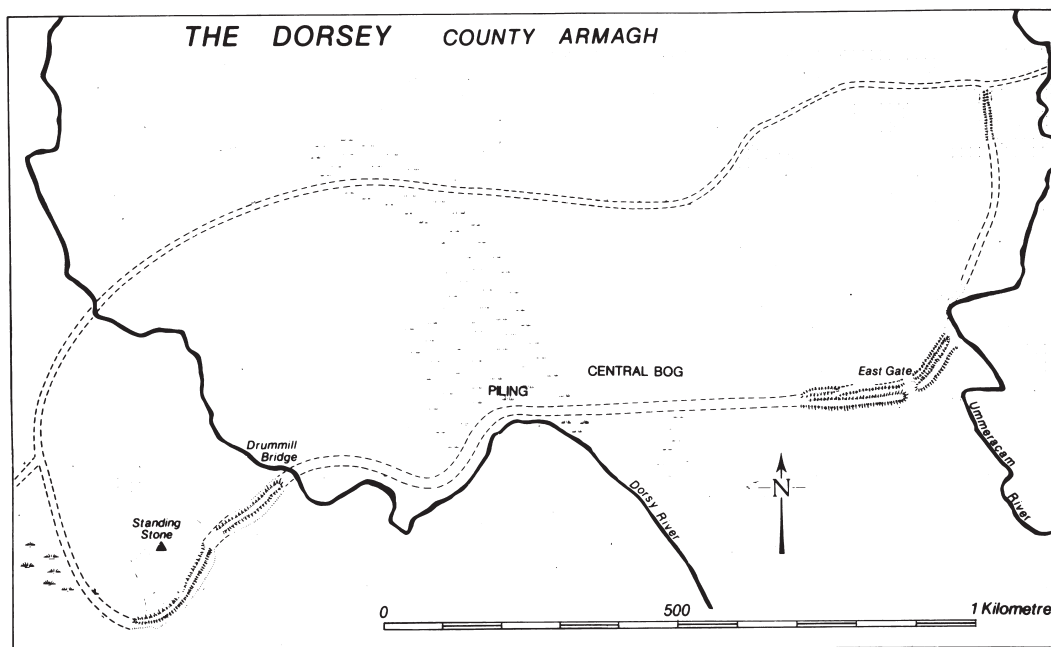 THE DORSEY COUNTY ARMAGH
CENTRAL BOG
East Gate
PILING
Drummill
Bridge
Ummeracam
River
Standing
Stone
Dorsy River
N
0 500 1 Kilometre